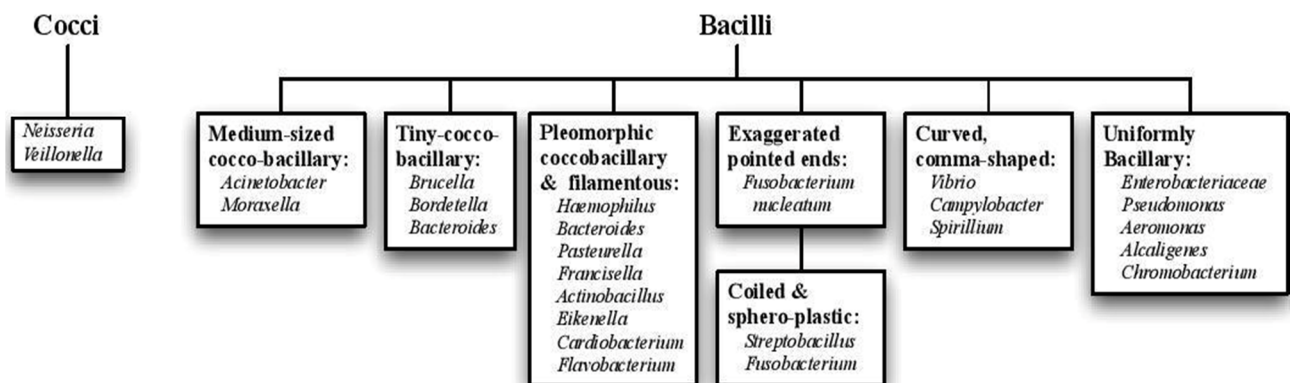 Cocci
Neisseria
Veillonella
Bacilli
Medium-sized
cocco-bacillary:
Acinetobacter
Moraxella
Tiny-cocco-
bacillary:
Brucella
Bordetella
Bacteroides
Pleomorphic
coccobacillary
& filamentous:
Haemophilus
Bacteroides
Pasteurella
Francisella
Actinobacillus
Eikenella
Cardiobacterium
Flavobacterium
Exaggerated
pointed ends:
Fusobacterium
nucleatum
Coiled &
sphero-plastic:
Streptobacillus
Fusobacterium
Curved,
comma-shaped:
Vibrio
Campylobacter
Spirillium
Uniformly
Bacillary:
Enterobacteriaceae
Pseudomonas
Aeromonas
Alcaligenes
Chromobacterium